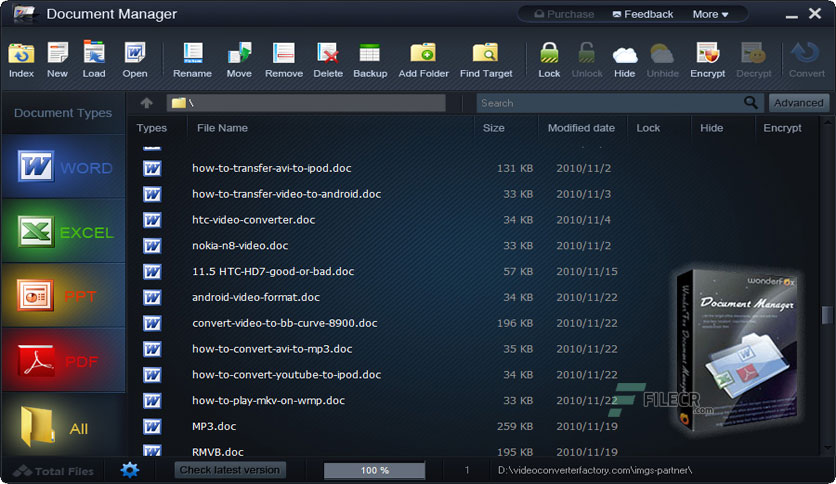 Document Manager
Purchase Feedback More
Index New Load Open Rename Move Remove Delete Backup Add Folder Find Target Lock Unlock Hide Unhide Encrypt Decrypt Convert
Document Types
\ Search Advanced
Types File Name Size Modified date Lock Hide Encrypt
how-to-transfer-avi-to-ipod.doc 131 KB 2010/11/2
how-to-transfer-video-to-android.doc 33 KB 2010/11/3
htc-video-converter.doc 34 KB 2010/11/4
nokia-n8-video.doc 33 KB 2010/11/2
11.5 HTC-HD7-good-or-bad.doc 57 KB 2010/11/15
android-video-format.doc 34 KB 2010/11/22
convert-video-to-bb-curve-8900.doc 196 KB 2010/11/22
how-to-convert-avi-to-mp3.doc 35 KB 2010/11/22
how-to-convert-youtube-to-ipod.doc 34 KB 2010/11/22
how-to-play-mkv-on-wmp.doc 33 KB 2010/11/22
MP3.doc 259 KB 2010/11/19
RMVB.doc 195 KB 2010/11/19
WORD
EXCEL
PPT
PDF
All
wonderFox
Document Manager
WonderFox Document Manager
FILECR
.com
Total Files Check latest version 100 % 1 D:\videoconverterfactory.com\imgs-partner\